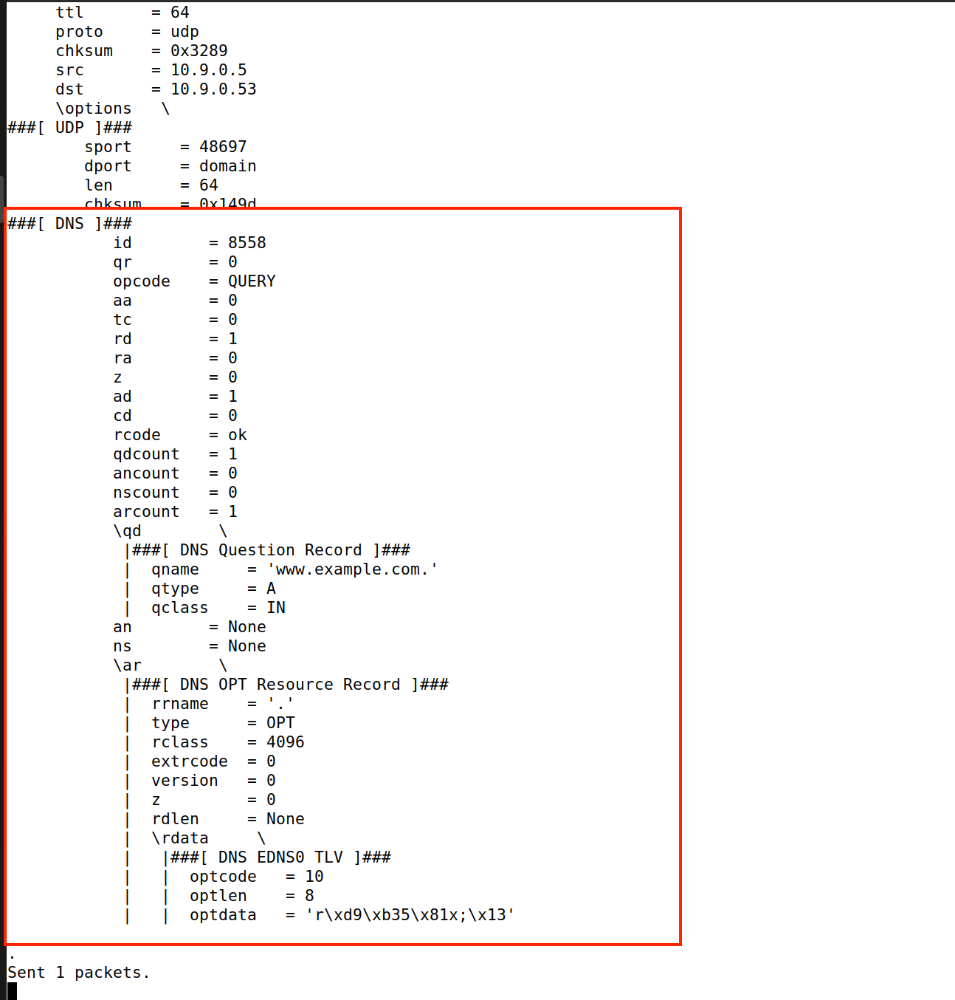 ttl       = 64
     proto     = udp
     chksum    = 0x3289
     src       = 10.9.0.5
     dst       = 10.9.0.53
     \options   \
###[ UDP ]###
        sport     = 48697
        dport     = domain
        len       = 64
        chksum    = 0x149d
###[ DNS ]###
           id        = 8558
           qr        = 0
           opcode    = QUERY
           aa        = 0
           tc        = 0
           rd        = 1
           ra        = 0
           z         = 0
           ad        = 1
           cd        = 0
           rcode     = ok
           qdcount   = 1
           ancount   = 0
           nscount   = 0
           arcount   = 1
           \qd        \
            |###[ DNS Question Record ]###
            |  qname     = 'www.example.com.'
            |  qtype     = A
            |  qclass    = IN
           an        = None
           ns        = None
           \ar        \
            |###[ DNS OPT Resource Record ]###
            |  rrname    = '.'
            |  type      = OPT
            |  rclass    = 4096
            |  extrcode  = 0
            |  version   = 0
            |  z         = 0
            |  rdlen     = None
            |  \rdata     \
            |   |###[ DNS EDNS0 TLV ]###
            |   |  optcode   = 10
            |   |  optlen    = 8
            |   |  optdata   = 'r\xd9\xb35\x81x;\x13'
.
Sent 1 packets.